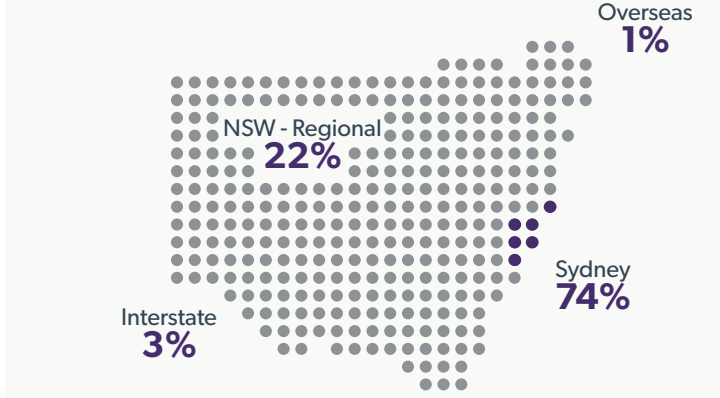 Overseas
1%
NSW - Regional
22%
Sydney
74%
Interstate
3%